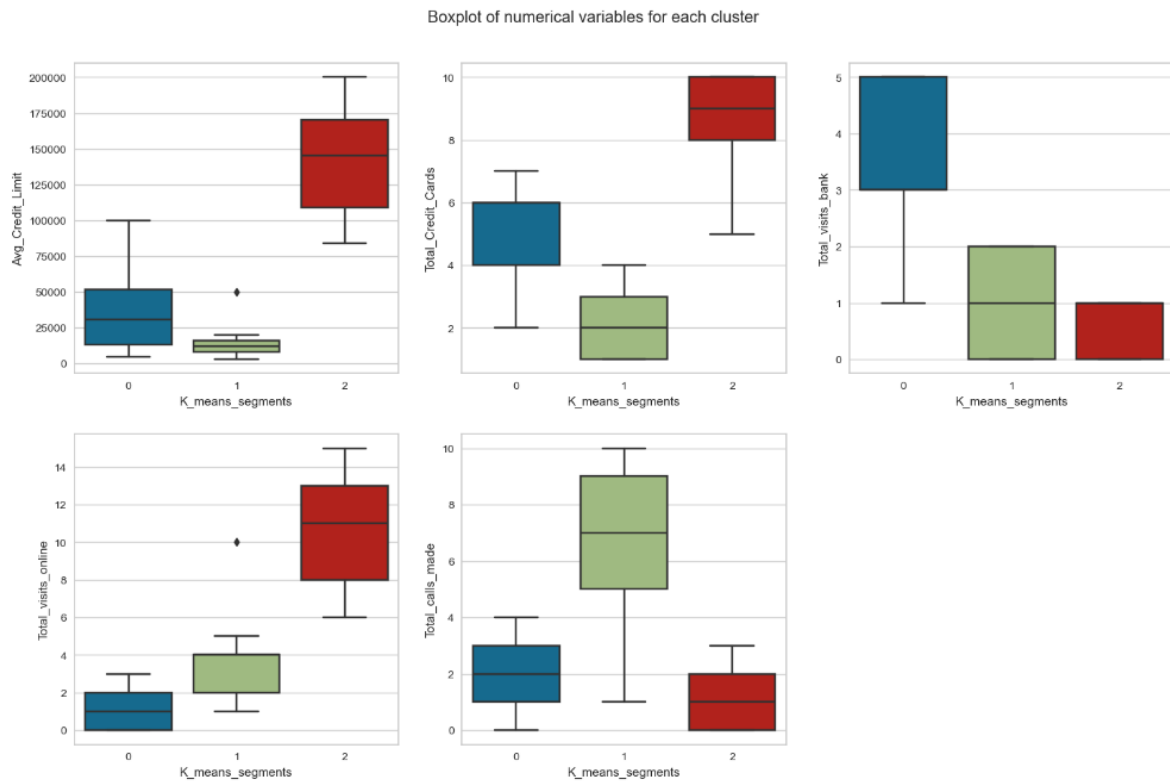 Boxplot of numerical variables for each cluster
Avg_Credit_Limit
200000
175000
150000
125000
100000
75000
50000
25000
0
0 1 2
K_means_segments
Total_Credit_Cards
10
8
6
4
2
0 1 2
K_means_segments
Total_visits_bank
5
4
3
2
1
0
0 1 2
K_means_segments
Total_visits_online
14
12
10
8
6
4
2
0
0 1 2
K_means_segments
Total_calls_made
10
8
6
4
2
0
0 1 2
K_means_segments